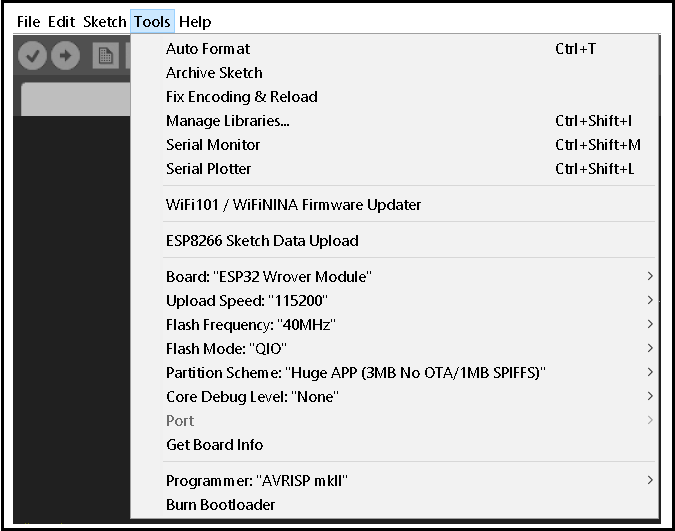 File Edit Sketch Tools Help
Auto Format Ctrl+T
Archive Sketch
Fix Encoding & Reload
Manage Libraries... Ctrl+Shift+I
Serial Monitor Ctrl+Shift+M
Serial Plotter Ctrl+Shift+L
WiFi101 / WiFiNINA Firmware Updater
ESP8266 Sketch Data Upload
Board: "ESP32 Wrover Module"
Upload Speed: "115200"
Flash Frequency: "40MHz"
Flash Mode: "QIO"
Partition Scheme: "Huge APP (3MB No OTA/1MB SPIFFS)"
Core Debug Level: "None"
Port
Get Board Info
Programmer: "AVRISP mkII"
Burn Bootloader